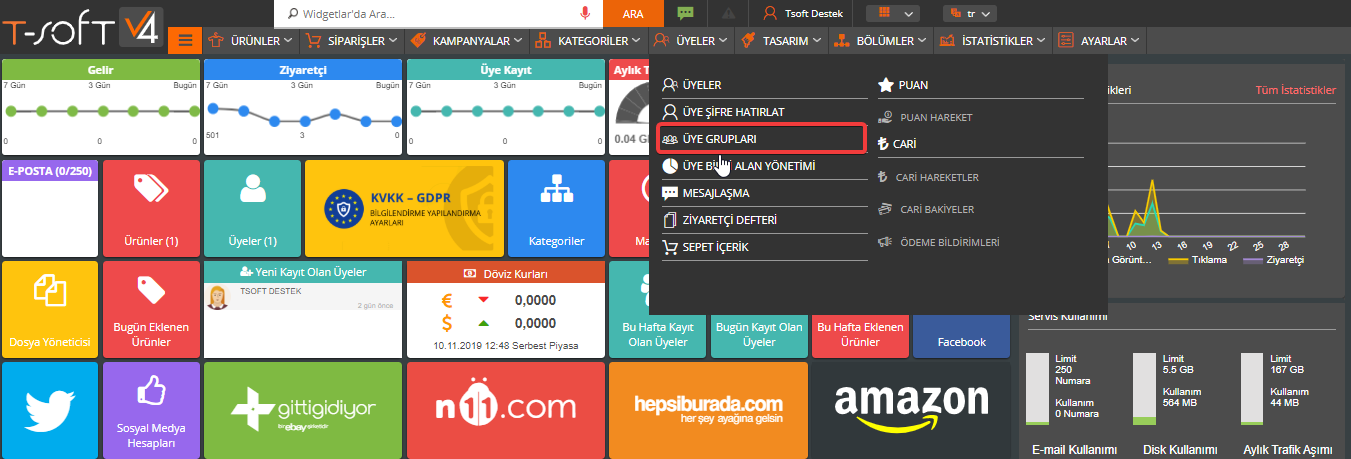 T-SOFT V4
Widgetlar'da Ara...
ARA
Tsoft Destek
tr
ÜRÜNLER
SİPARİŞLER
KAMPANYALAR
KATEGORİLER
ÜYELER
TASARIM
BÖLÜMLER
İSTATİSTİKLER
AYARLAR
Gelir
7 Gün 3 Gün Bugün
Ziyaretçi
7 Gün 3 Gün Bugün
501 3 0
Üye Kayıt
7 Gün 3 Gün Bugün
0 0 0
Aylık T
0.04 G
ÜYELER
ÜYE ŞİFRE HATIRLAT
ÜYE GRUPLARI
ALAN YÖNETİMİ
MESAJLAŞMA
ZİYARETÇİ DEFTERİ
SEPET İÇERİK
PUAN
PUAN HAREKET
CARİ
CARİ HAREKETLER
CARİ BAKİYELER
ÖDEME BİLDİRİMLERİ
ikleri
Tüm İstatistikler
10 13 16 19 22 25 28
Görünt... Tıklama Ziyaretçi
E-POSTA (0/250)
Ürünler (1)
Üyeler (1)
KVKK – GDPR
BİLGİLENDİRME YAPILANDIRMA
AYARLARI
Kategoriler
Ma
Dosya Yöneticisi
Bugün Eklenen
Ürünler
Yeni Kayıt Olan Üyeler
TSOFT DESTEK
2 gün önce
Döviz Kurları
€ 0,0000
$ 0,0000
10.11.2019 12:48 Serbest Piyasa
Bu Hafta Kayıt
Olan Üyeler
Bugün Kayıt Olan
Üyeler
Bu Hafta Eklenen
Ürünler
Facebook
Servis Kullanımı
Limit
250
Numara
Kullanım
0 Numara
E-mail Kullanımı
Limit
5.5 GB
Kullanım
564 MB
Disk Kullanımı
Limit
167 GB
Kullanım
44 MB
Aylık Trafik Aşımı
Sosyal Medya
Hesapları
gittigidiyor
bir ebay şirketidir
n11.com
hepsiburada.com
her şey ayağına gelsin
amazon